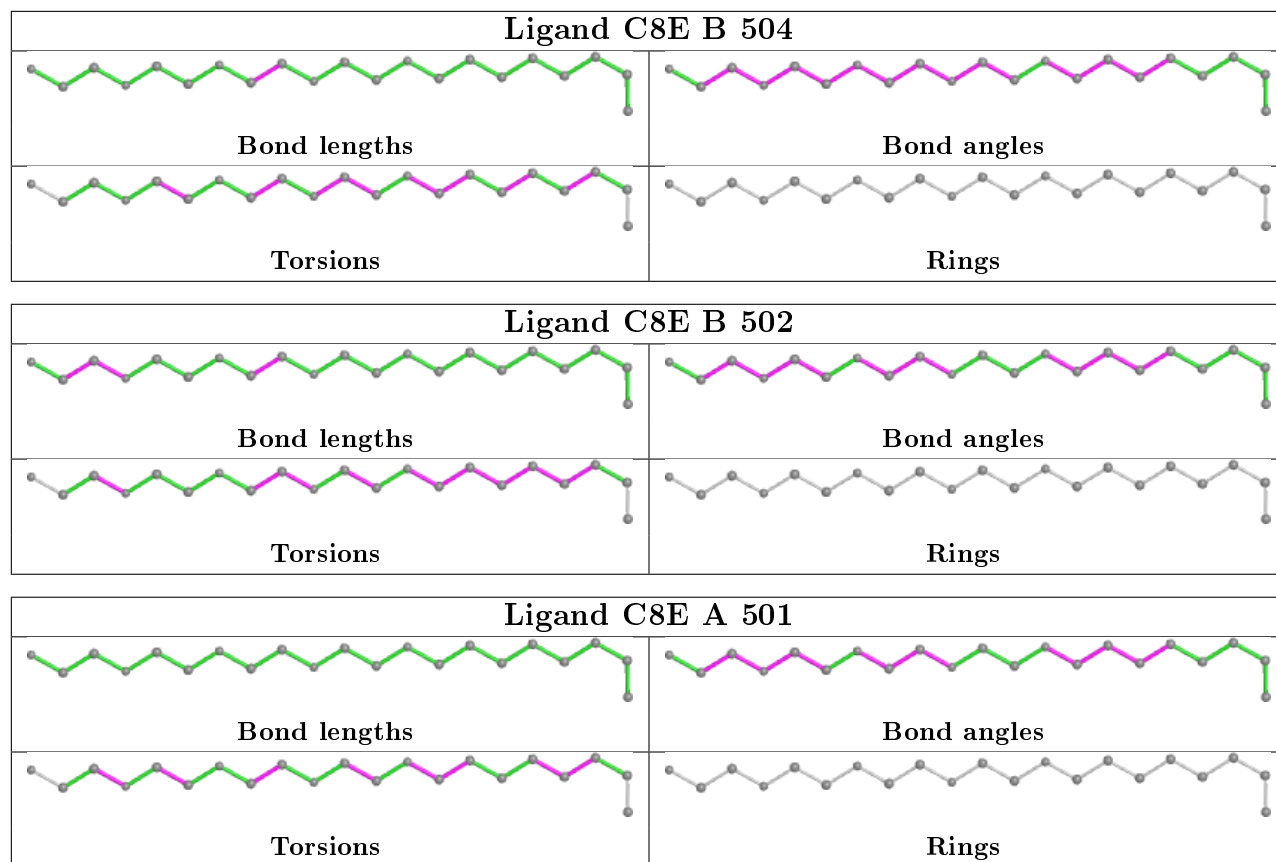 Ligand C8E B 504
Bond lengths Bond angles
Torsions Rings
Ligand C8E B 502
Bond lengths Bond angles
Torsions Rings
Ligand C8E A 501
Bond lengths Bond angles
Torsions Rings